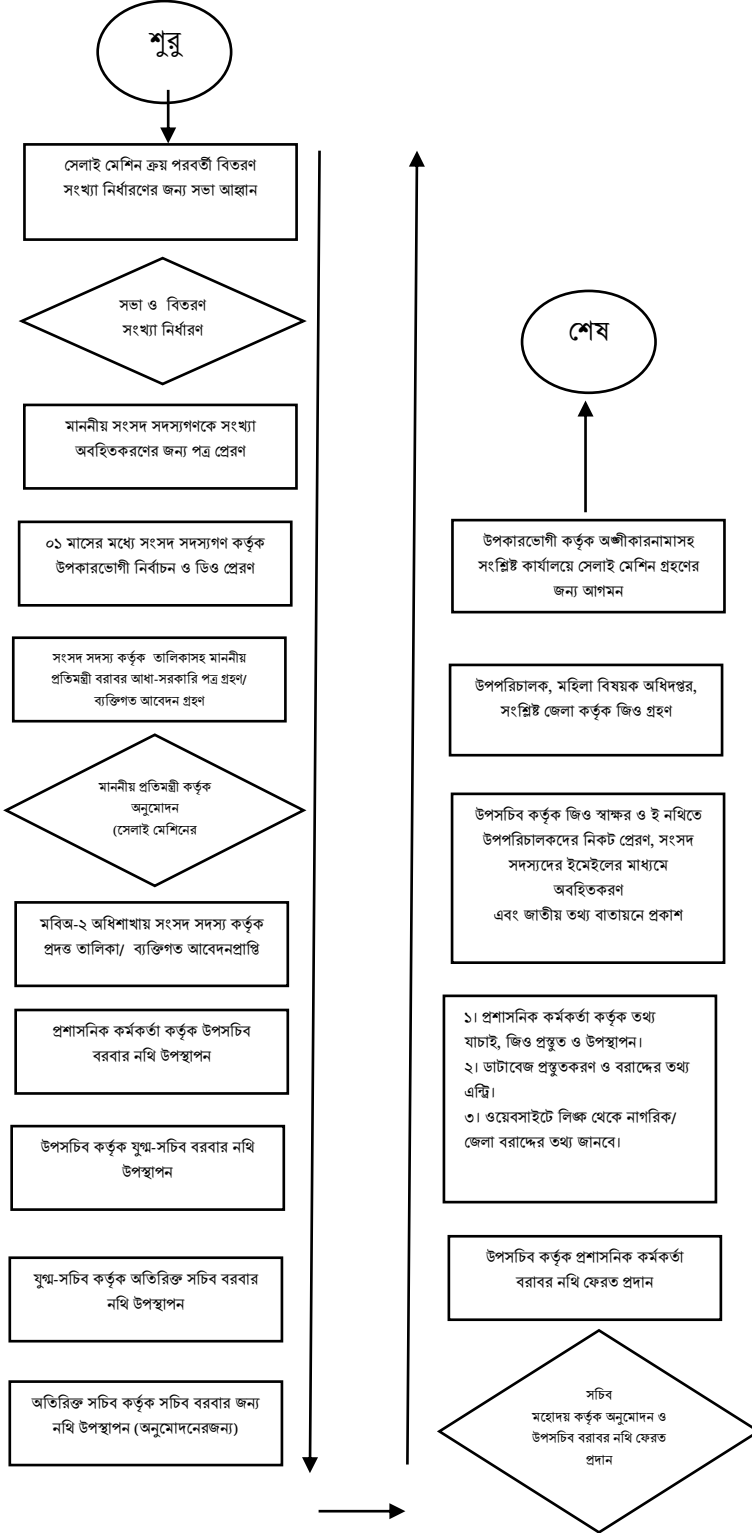 শুরু
সেলাই মেশিন ক্রয় পরবর্তী বিতরণ
সংখ্যা নির্ধারণের জন্য সভা আহ্বান
সভা ও বিতরণ
সংখ্যা নির্ধারণ
মাননীয় সংসদ সদস্যগণকে সংখ্যা
অবহিতকরণের জন্য পত্র প্রেরণ
০১ মাসের মধ্যে সংসদ সদস্যগণ কর্তৃক
উপকারভোগী নির্বাচন ও ডিও প্রেরণ
সংসদ সদস্য কর্তৃক তালিকাসহ মাননীয়
প্রতিমন্ত্রী বরাবর আধা-সরকারি পত্র গ্রহণ/
ব্যক্তিগত আবেদন গ্রহণ
মাননীয় প্রতিমন্ত্রী কর্তৃক
অনুমোদন
(সেলাই মেশিনের
মবিঅ-২ অধিশাখায় সংসদ সদস্য কর্তৃক
প্রদত্ত তালিকা/ ব্যক্তিগত আবেদনপ্রাপ্তি
প্রশাসনিক কর্মকর্তা কর্তৃক উপসচিব
বরবার নথি উপস্থাপন
উপসচিব কর্তৃক যুগ্ম-সচিব বরবার নথি
উপস্থাপন
যুগ্ম-সচিব কর্তৃক অতিরিক্ত সচিব বরবার
নথি উপস্থাপন
অতিরিক্ত সচিব কর্তৃক সচিব বরবার জন্য
নথি উপস্থাপন (অনুমোদনেরজন্য)
শেষ
উপকারভোগী কর্তৃক অঙ্গীকারনামাসহ
সংশ্লিষ্ট কার্যালয়ে সেলাই মেশিন গ্রহণের
জন্য আগমন
উপপরিচালক, মহিলা বিষয়ক অধিদপ্তর,
সংশ্লিষ্ট জেলা কর্তৃক জিও গ্রহণ
উপসচিব কর্তৃক জিও স্বাক্ষর ও ই নথিতে
উপপরিচালকদের নিকট প্রেরণ, সংসদ
সদস্যদের ইমেইলের মাধ্যমে
অবহিতকরণ
এবং জাতীয় তথ্য বাতায়নে প্রকাশ
১। প্রশাসনিক কর্মকর্তা কর্তৃক তথ্য
যাচাই, জিও প্রস্তুত ও উপস্থাপন।
২। ডাটাবেজ প্রস্তুতকরণ ও বরাদ্দের তথ্য
এন্ট্রি।
৩। ওয়েবসাইটে লিঙ্ক থেকে নাগরিক/
জেলা বরাদ্দের তথ্য জানবে।
উপসচিব কর্তৃক প্রশাসনিক কর্মকর্তা
বরাবর নথি ফেরত প্রদান
সচিব
মহোদয় কর্তৃক অনুমোদন ও
উপসচিব বরাবর নথি ফেরত
প্রদান